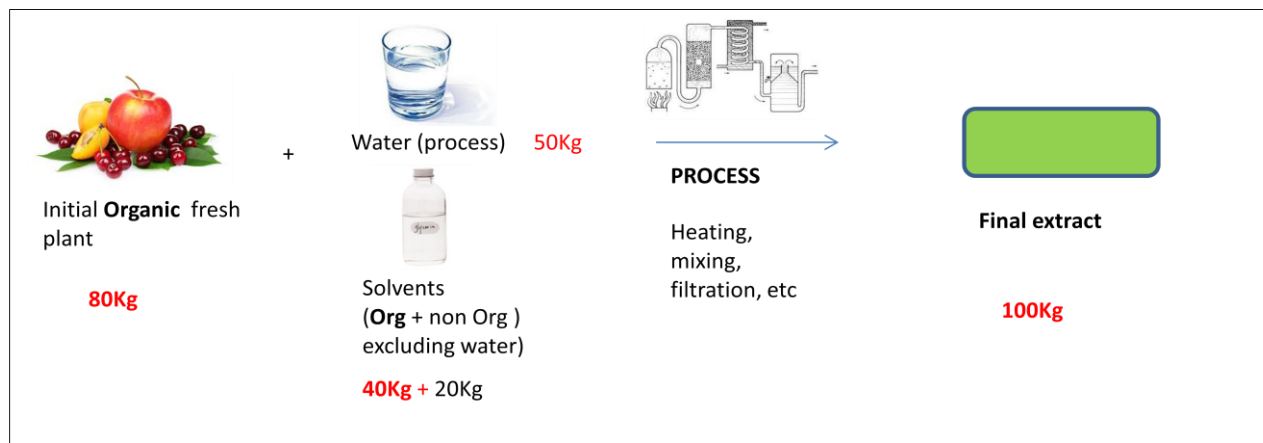 Water (process) 50Kg
+
Initial Organic fresh
plant
80Kg
Solvents
(Org + non Org )
excluding water)
40Kg + 20Kg
PROCESS
Heating,
mixing,
filtration, etc
Final extract
100Kg